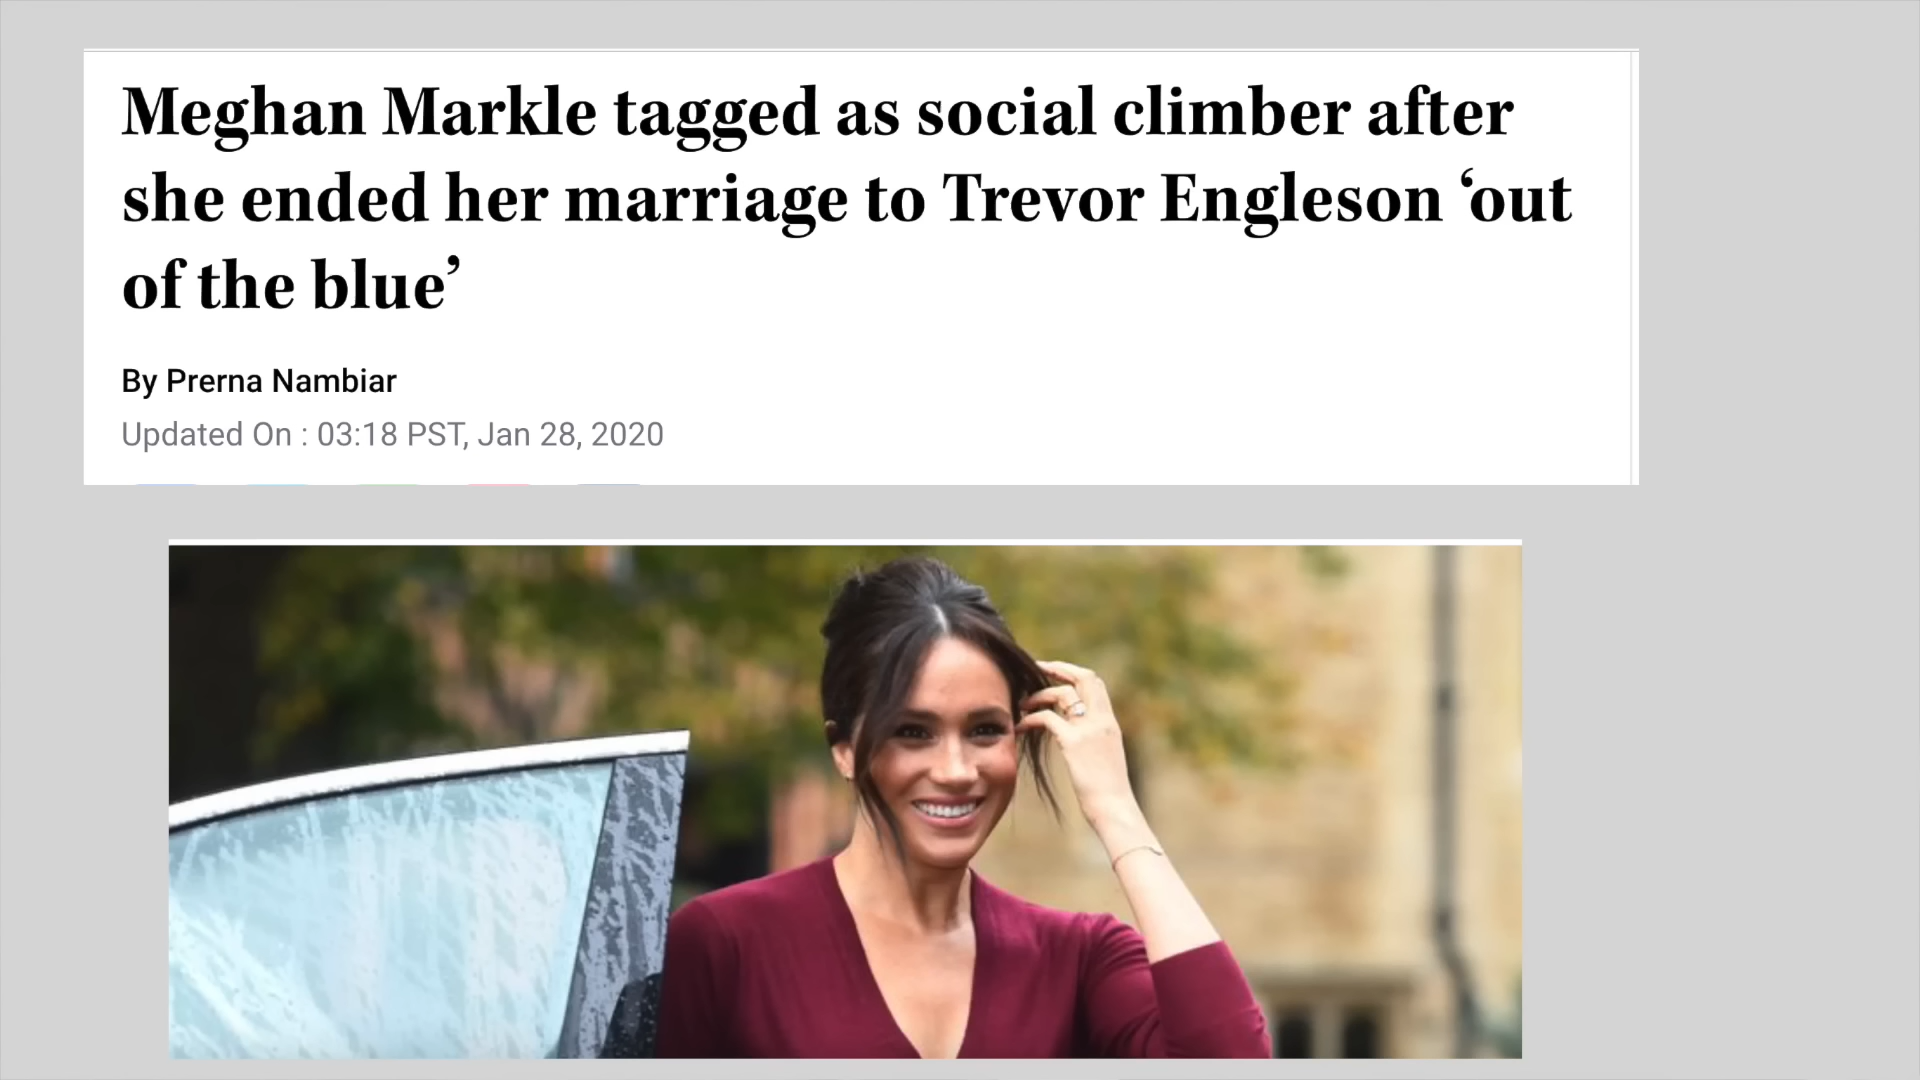 Meghan Markle tagged as social climber after
she ended her marriage to Trevor Engleson ‘out
of the blue’
By Prerna Nambiar
Updated On : 03:18 PST, Jan 28, 2020